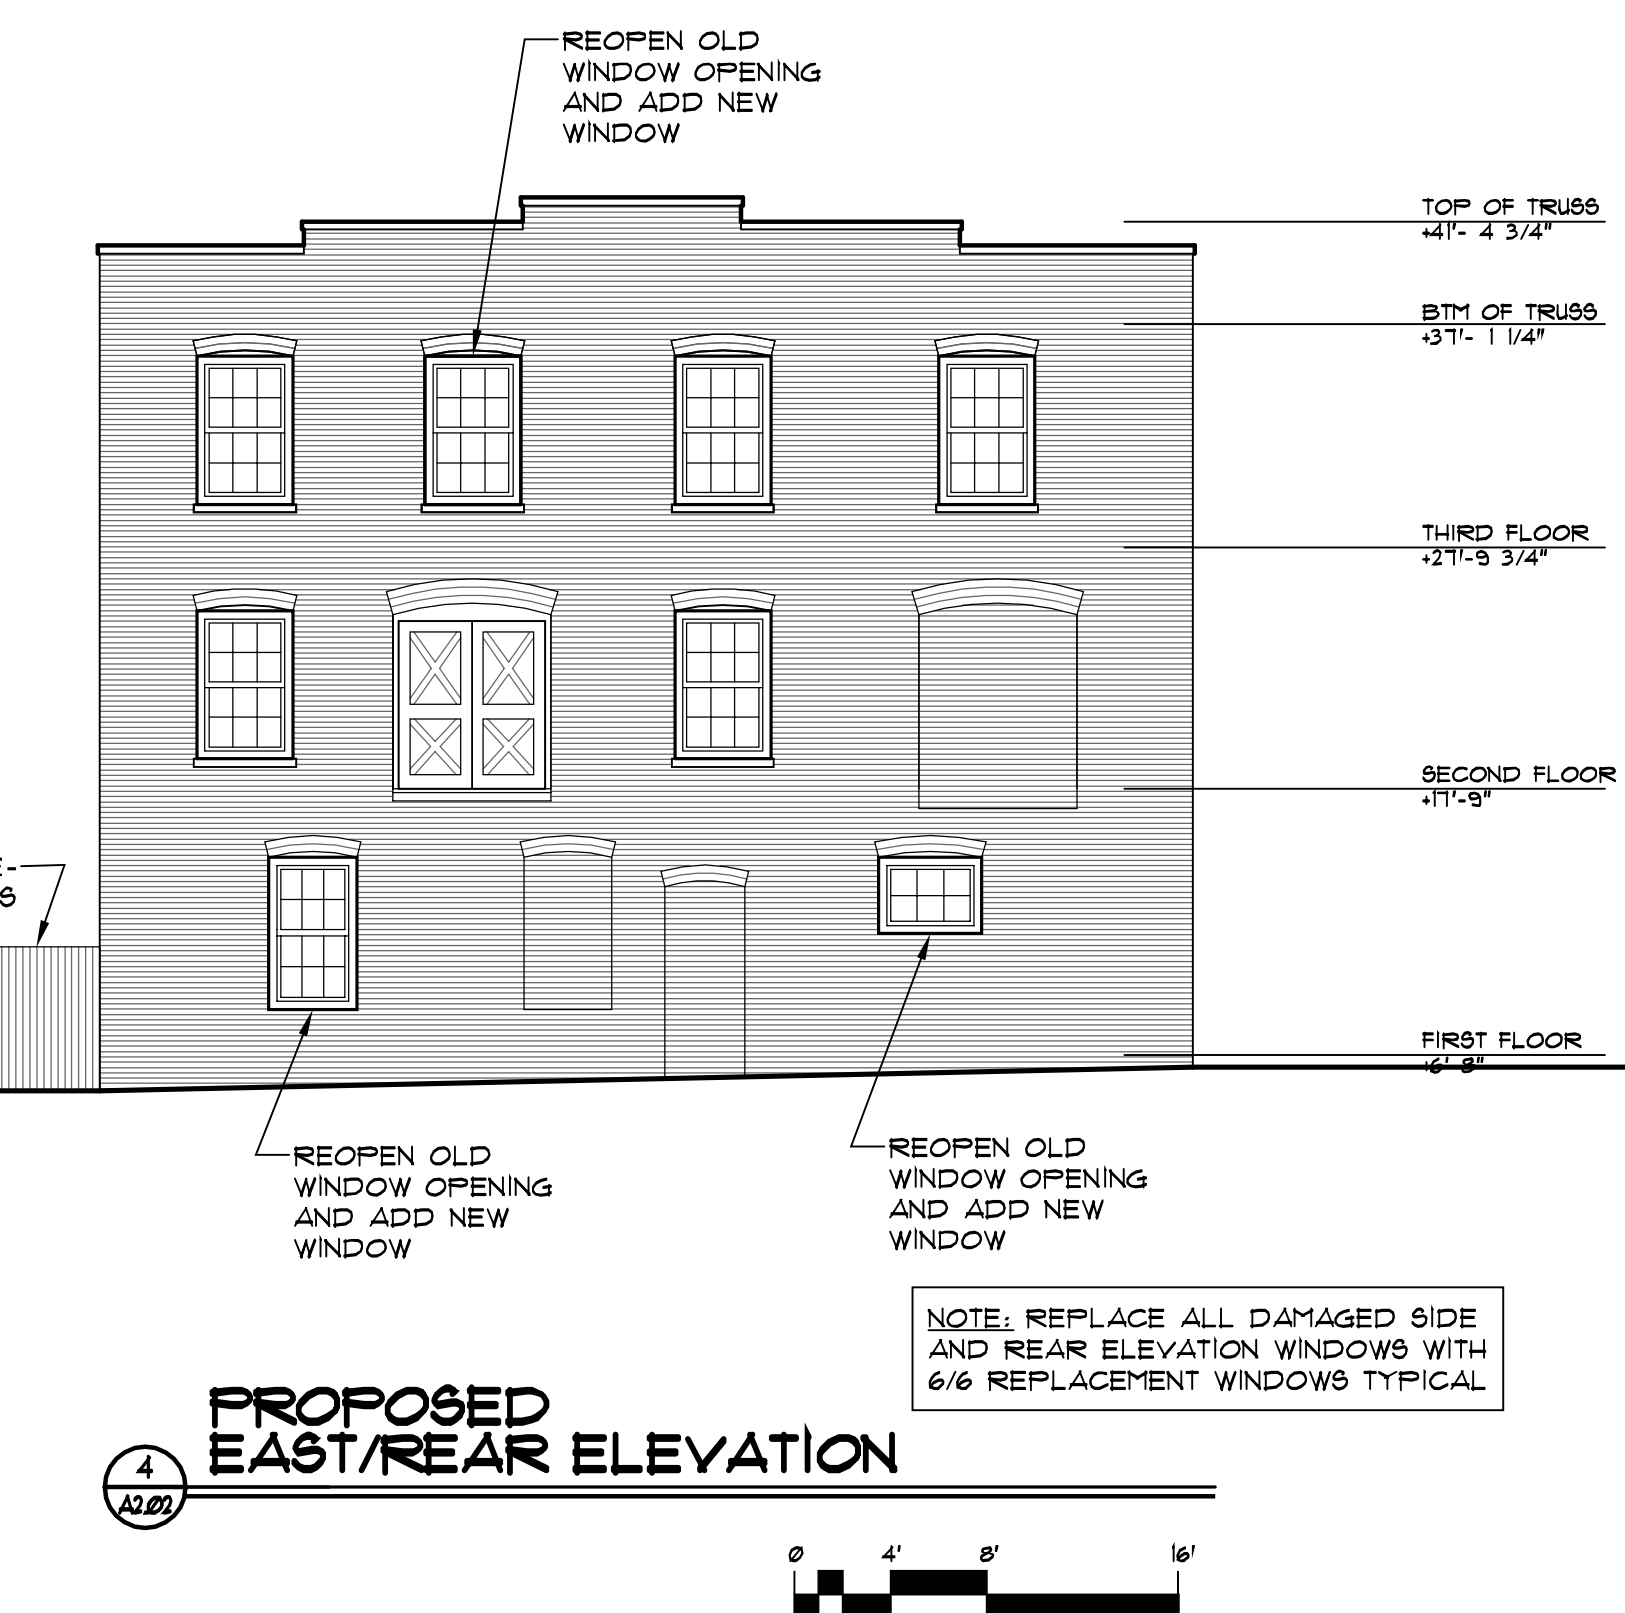 REOPEN OLD
WINDOW OPENING
AND ADD NEW
WINDOW
TOP OF TRUSS
+41'- 4 3/4"
BTM OF TRUSS
+37'- 1 1/4"
THIRD FLOOR
+27'-9 3/4"
SECOND FLOOR
+17'-9"
E-
S
FIRST FLOOR
+6'-8"
REOPEN OLD
WINDOW OPENING
AND ADD NEW
WINDOW
REOPEN OLD
WINDOW OPENING
AND ADD NEW
WINDOW
NOTE: REPLACE ALL DAMAGED SIDE
AND REAR ELEVATION WINDOWS WITH
6/6 REPLACEMENT WINDOWS TYPICAL
PROPOSED
EAST/REAR ELEVATION
4
A2.02
0 4' 8' 16'